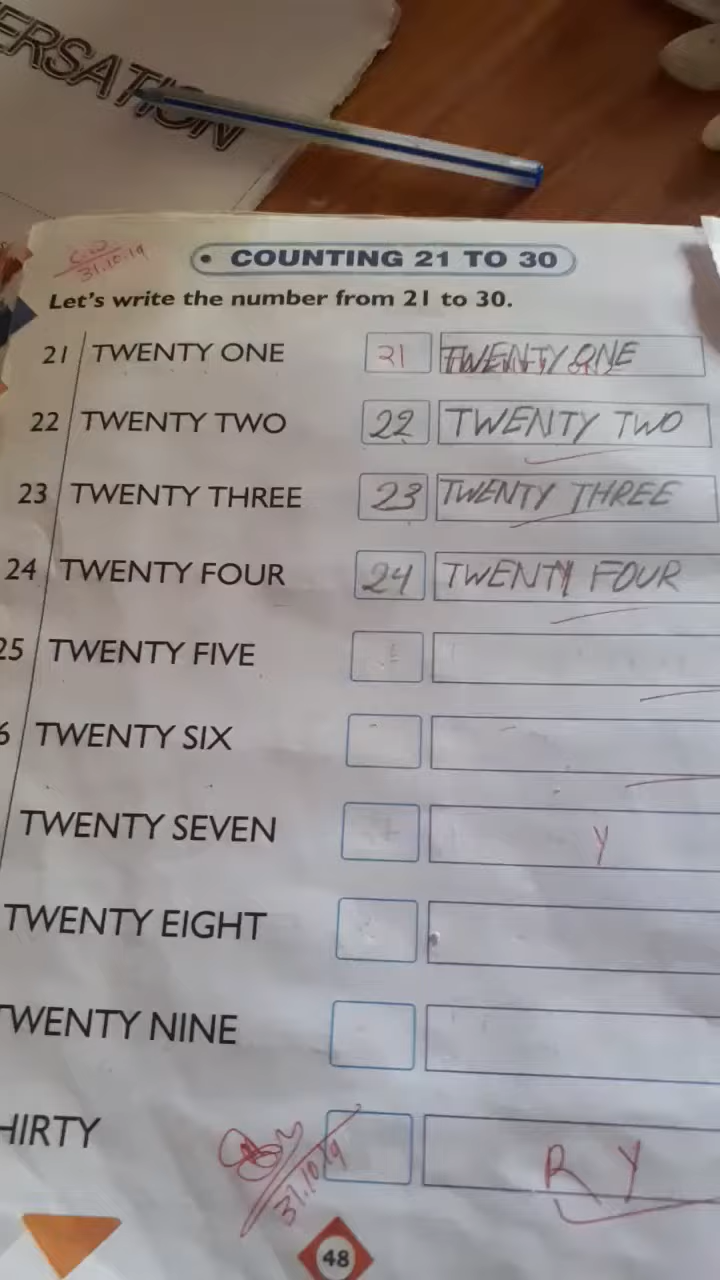 ERSATION
C.W
31.10.19
• COUNTING 21 TO 30
Let's write the number from 21 to 30.
21 TWENTY ONE 21 TWENTY ONE
22 TWENTY TWO 22 TWENTY TWO
23 TWENTY THREE 23 TWENTY THREE
24 TWENTY FOUR 24 TWENTY FOUR
25 TWENTY FIVE
6 TWENTY SIX
TWENTY SEVEN Y
TWENTY EIGHT
TWENTY NINE
HIRTY R Y
31.10.19
48